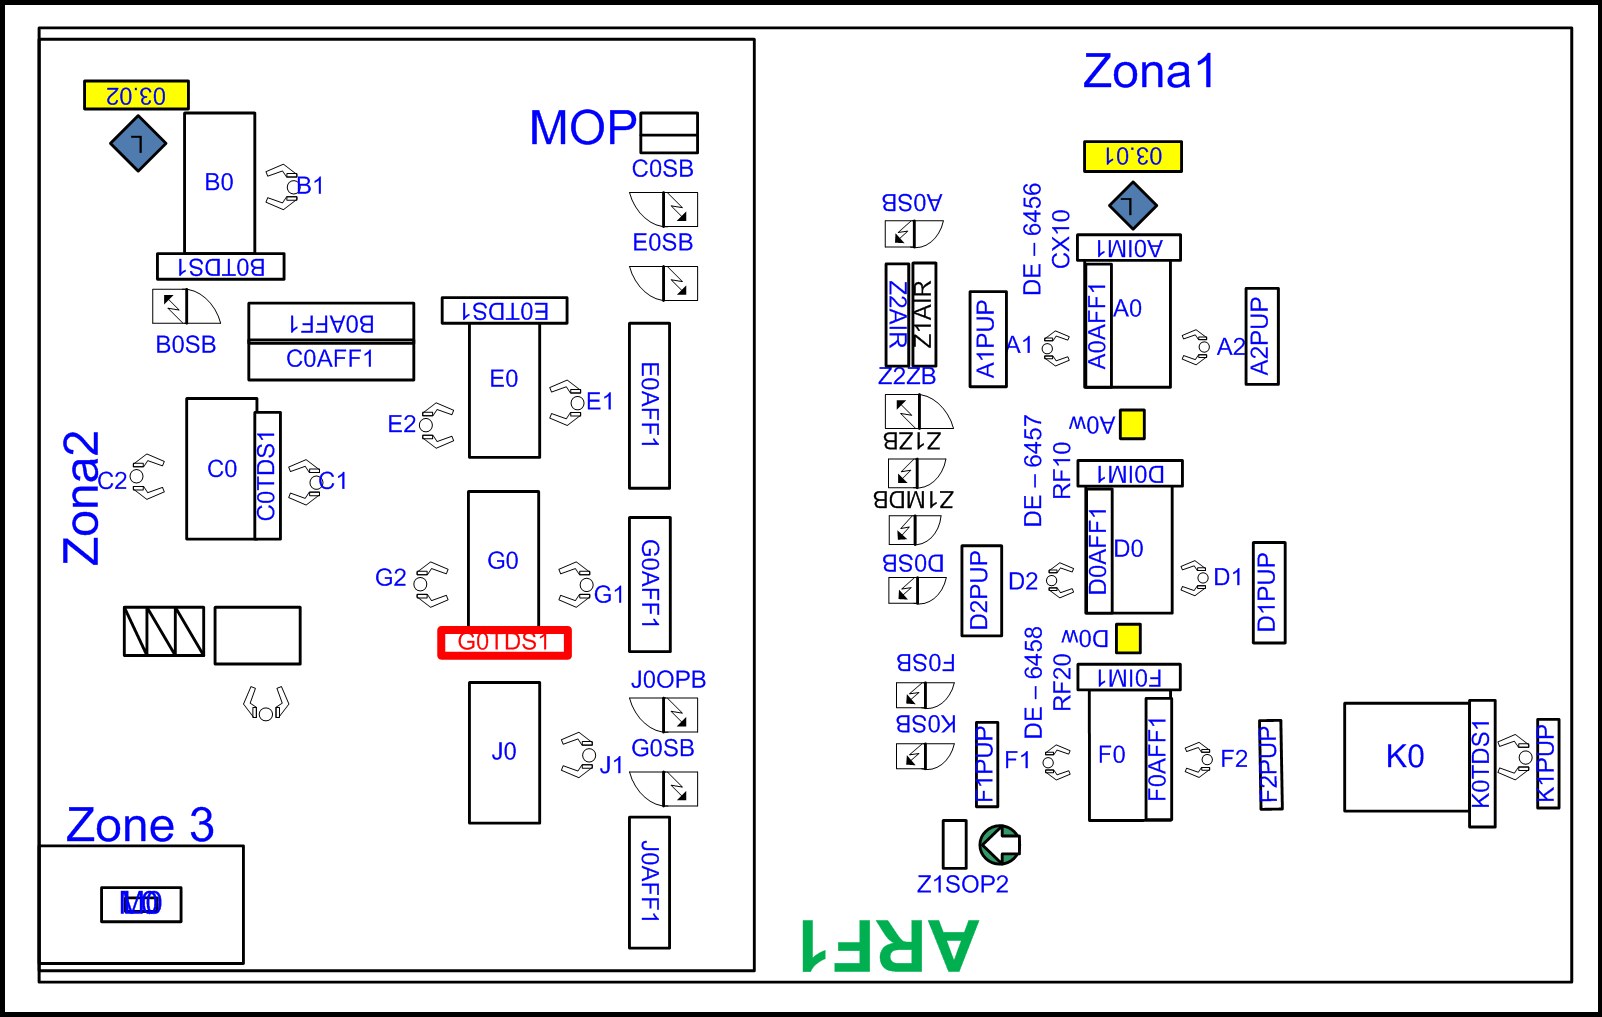 Zona1
03.02
MOP
C0SB
B0
B1
E0SB
B0TDS1
B0SB
B0AFF1
C0AFF1
E0TDS1
E0
E1
E2
E0AFF1
Zona2
C2
C0
C0TDS1
C1
G0
G2
G1
G0AFF1
G0TDS1
J0OPB
J0
J1
G0SB
J0AFF1
Zone 3
03.01
L
L
A0SB
DE – 6456
CX10
A0IM1
Z2AIR
Z1AIR
A1PUP
A1
A0AFF1
A0
A2
A2PUP
Z2ZB
Z1ZB
Z1MDB
A0w
DE – 6457
RF10
D0IM1
D0SB
D2PUP
D2
D0AFF1
D0
D1
D1PUP
D0w
DE – 6458
RF20
F0IM1
F0SB
K0SB
F1PUP
F1
F0
F0AFF1
F2
F2PUP
K0
K0TDS1
K1PUP
Z1SOP2
ARF1